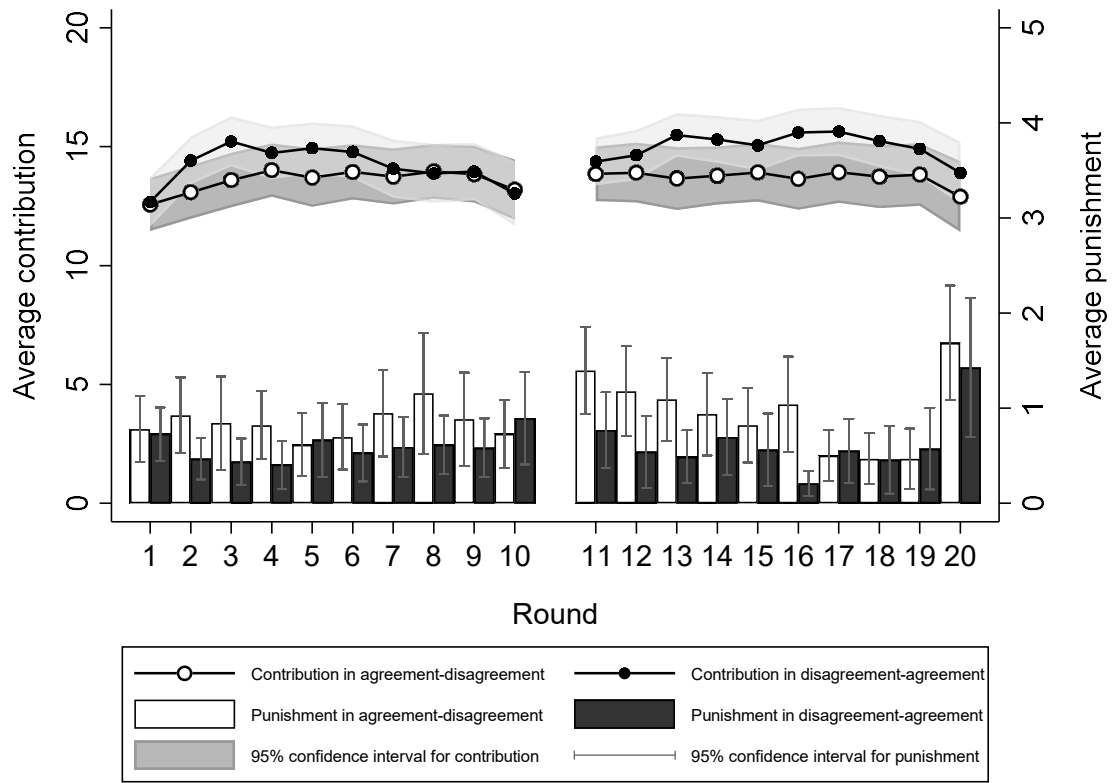 20
15
10
5
0
Average contribution
5
4
3
2
1
0
Average punishment
1 2 3 4 5 6 7 8 9 10 11 12 13 14 15 16 17 18 19 20
Round
Contribution in agreement-disagreement
Contribution in disagreement-agreement
Punishment in agreement-disagreement
Punishment in disagreement-agreement
95% confidence interval for contribution
95% confidence interval for punishment